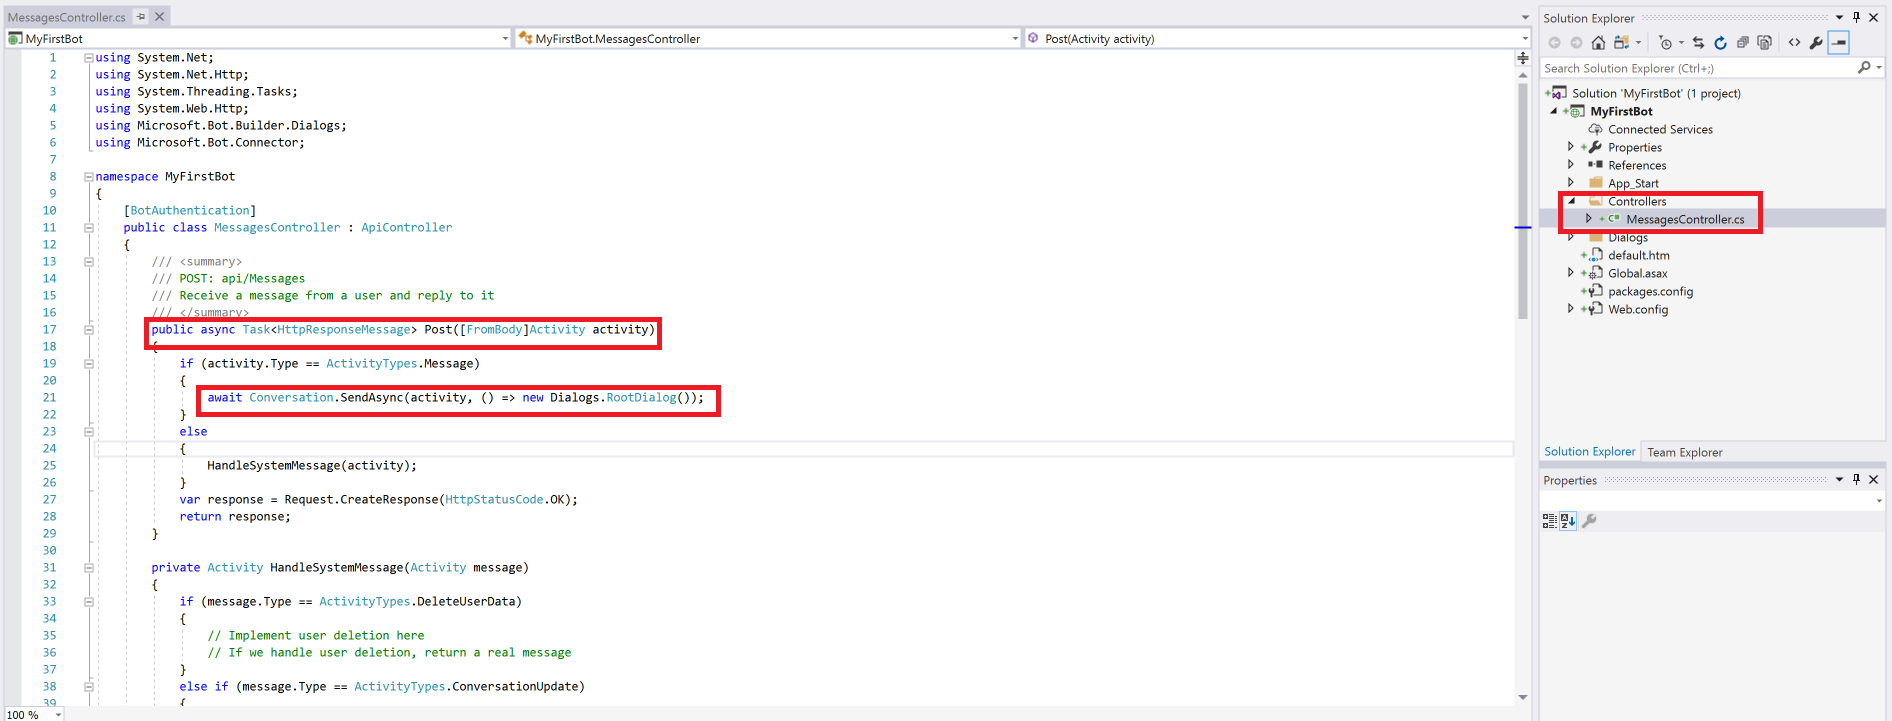 MessagesController.cs
MyFirstBot
MyFirstBot.MessagesController
Post(Activity activity)
1 using System.Net;
2 using System.Net.Http;
3 using System.Threading.Tasks;
4 using System.Web.Http;
5 using Microsoft.Bot.Builder.Dialogs;
6 using Microsoft.Bot.Connector;
7
8 namespace MyFirstBot
9 {
10 [BotAuthentication]
11 public class MessagesController : ApiController
12 {
13 /// <summary>
14 /// POST: api/Messages
15 /// Receive a message from a user and reply to it
16 /// </summary>
17 public async Task<HttpResponseMessage> Post([FromBody]Activity activity)
18 {
19 if (activity.Type == ActivityTypes.Message)
20 {
21 await Conversation.SendAsync(activity, () => new Dialogs.RootDialog());
22 }
23 else
24 {
25 HandleSystemMessage(activity);
26 }
27 var response = Request.CreateResponse(HttpStatusCode.OK);
28 return response;
29 }
30
31 private Activity HandleSystemMessage(Activity message)
32 {
33 if (message.Type == ActivityTypes.DeleteUserData)
34 {
35 // Implement user deletion here
36 // If we handle user deletion, return a real message
37 }
38 else if (message.Type == ActivityTypes.ConversationUpdate)
39 {
100 %
Solution Explorer
Search Solution Explorer (Ctrl+;)
Solution 'MyFirstBot' (1 project)
MyFirstBot
Connected Services
Properties
References
App_Start
Controllers
C# MessagesController.cs
Dialogs
default.htm
Global.asax
packages.config
Web.config
Solution Explorer
Team Explorer
Properties